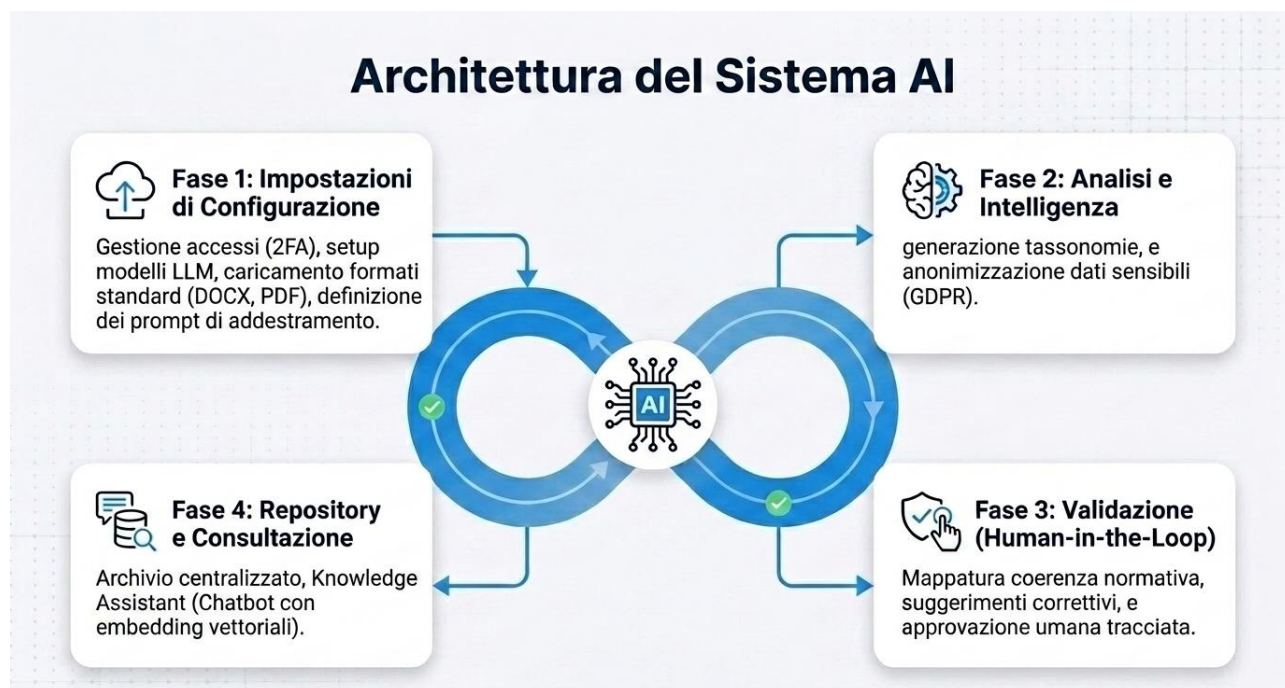 Architettura del Sistema AI
Fase 1: Impostazioni
di Configurazione
Gestione accessi (2FA), setup
modelli LLM, caricamento formati
standard (DOCX, PDF), definizione
dei prompt di addestramento.
Fase 2: Analisi e
Intelligenza
generazione tassonomie, e
anonimizzazione dati sensibili
(GDPR).
AI
Fase 4: Repository
e Consultazione
Archivio centralizzato, Knowledge
Assistant (Chatbot con
embedding vettoriali).
Fase 3: Validazione
(Human-in-the-Loop)
Mappatura coerenza normativa,
suggerimenti correttivi, e
approvazione umana tracciata.